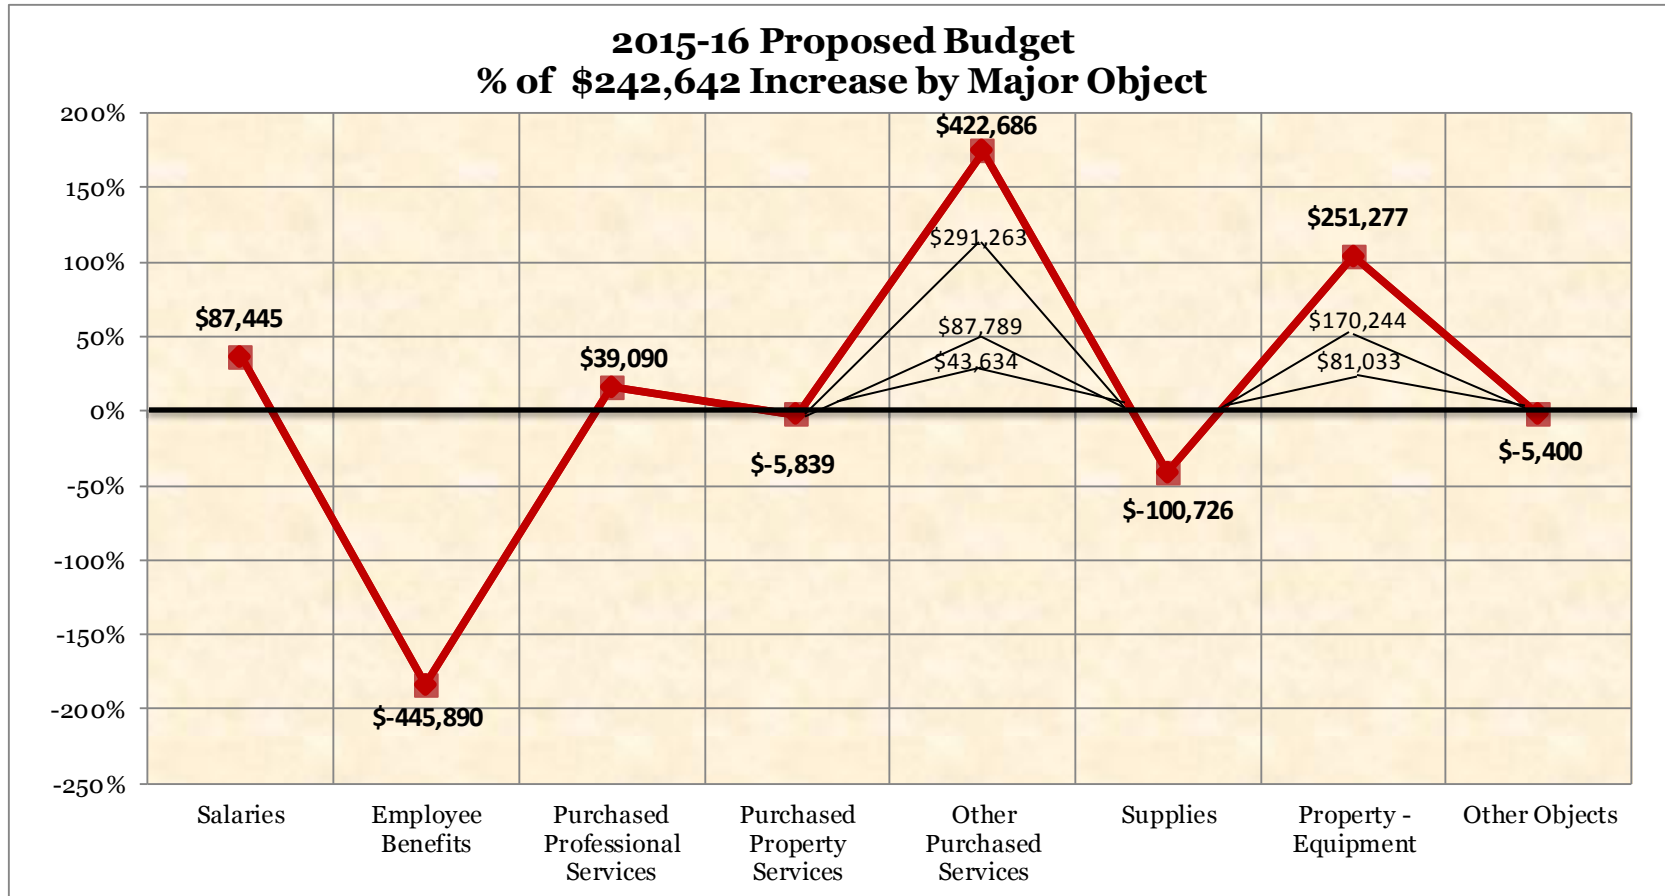 2015-16 Proposed Budget
% of $242,642 Increase by Major Object
200%
150%
100%
50%
0%
-50%
-100%
-150%
-200%
-250%
$87,445
$-445,890
$39,090
$-5,839
$422,686
$291,263
$87,789
$43,634
$-100,726
$251,277
$170,244
$81,033
$-5,400
Salaries
Employee
Benefits
Purchased
Professional
Services
Purchased
Property
Services
Other
Purchased
Services
Supplies
Property -
Equipment
Other Objects